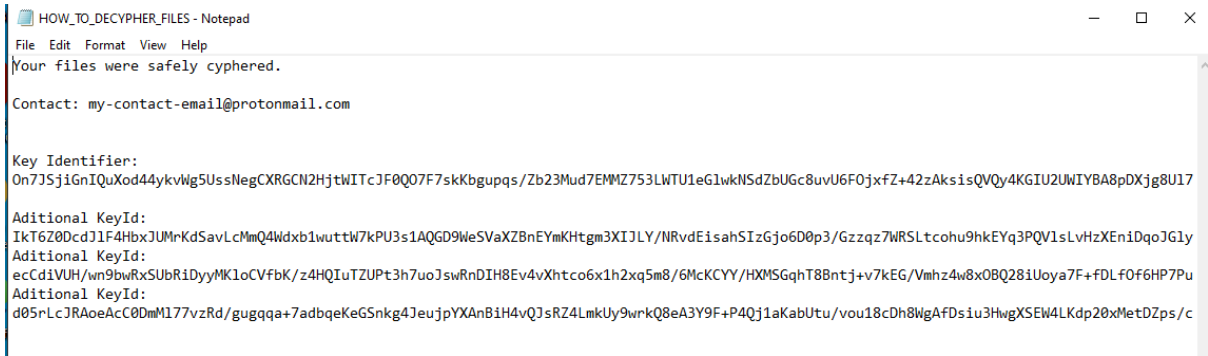 HOW_TO_DECYPHER_FILES - Notepad
File Edit Format View Help
Your files were safely cyphered.
Contact: my-contact-email@protonmail.com
Key Identifier:
On7JSjiGnIQuXod44ykvWg5UssNegCXRGCN2HjtWITcJF0QO7F7skKbgupqs/Zb23Mud7EMMZ753LWTU1eGlwkNSdZbUGc8uvU6FOjxfZ+42zAksisQVQy4KGIU2UWIYBA8pDXjg8Ul7
Aditional KeyId:
IkT6Z0DcdJlF4HbxJUMrKdSavLcMmQ4Wdxb1wuttW7kPU3s1AQGD9WeSVaXZBnEYmKHtgm3XIJLY/NRvdEisahSIzGjo6D0p3/Gzzqz7WRSLtcohu9hkEYq3PQVlsLvHzXEniDqoJGly
Aditional KeyId:
ecCdiVUH/wn9bwRxSUbRiDyyMKloCVfbK/z4HQIuTZUPt3h7uoJswRnDIH8Ev4vXhtco6x1h2xq5m8/6McKCYY/HXMSGqhT8Bntj+v7kEG/Vmhz4w8xOBQ28iUoya7F+fDLfOf6HP7Pu
Aditional KeyId:
d05rLcJRAoeAcC0DmMl77vzRd/gugqqa+7adbqeKeGSnkg4JeujpYXAnBiH4vQJsRZ4LmkUy9wrkQ8eA3Y9F+P4Qj1aKabUtu/vou18cDh8WgAfDsiu3HwgXSEW4LKdp20xMetDZps/c